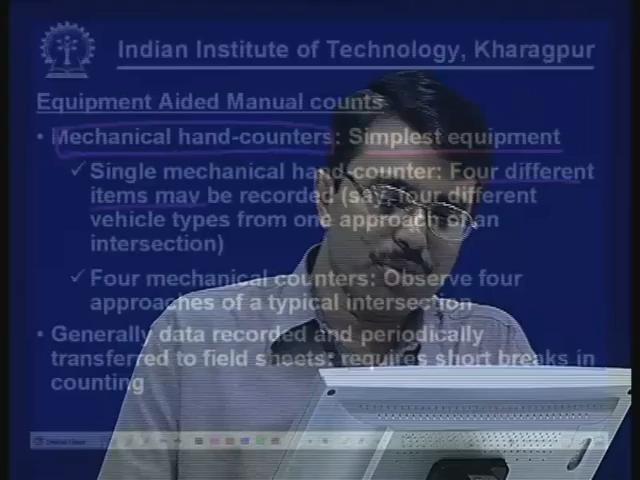 Indian Institute of Technology, Kharagpur
Equipment Aided Manual counts
• Mechanical hand-counters: Simplest equipment
✓ Single mechanical hand-counter: Four different
items may be recorded (say four different
vehicle types from one approach of an
intersection)
✓ Four mechanical counters: Observe four
approaches of a typical intersection
• Generally data recorded and periodically
transferred to field sheets: requires short breaks in
counting